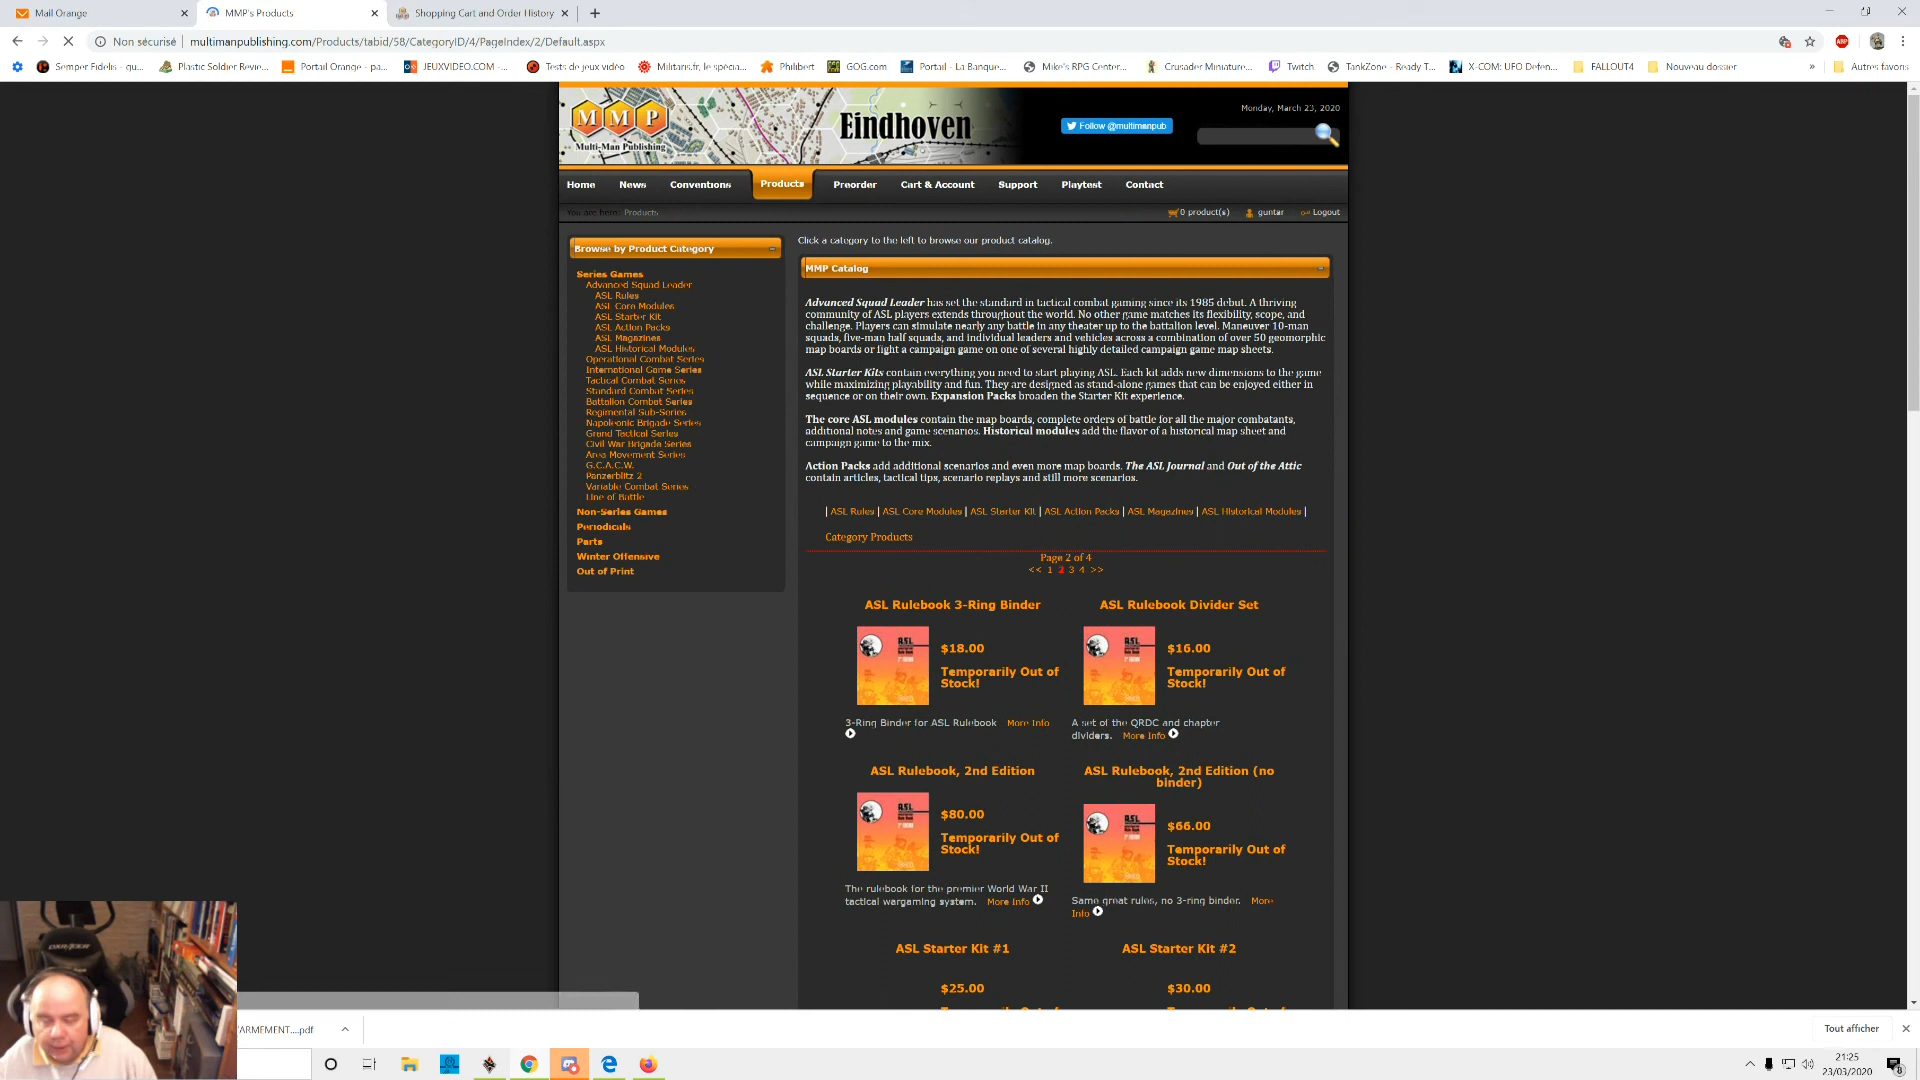 Mail Orange
MMP's Products
Shopping Cart and Order History
Non sécurisé
multimanpublishing.com/Products/tabid/58/CategoryID/4/PageIndex/2/Default.aspx
Semper Fidelis - qu...
Plastic Soldier Revie...
Portail Orange - pa...
JEUXVIDEO.COM -...
Tests de jeux vidéo
Militaris.fr, le spécia...
Philibert
GOG.com
Portail - La Banque...
Mike's RPG Center...
Crusader Miniature...
Twitch
TankZone - Ready T...
X-COM: UFO Defen...
FALLOUT4
Nouveau dossier
»
Autres favoris
ABP
MMP
Multi-Man Publishing
Eindhoven
Follow @multimanpub
Monday, March 23, 2020
Home
News
Conventions
Products
Preorder
Cart & Account
Support
Playtest
Contact
You are here: Products
0 product(s)
guntar
Logout
Browse by Product Category
Series Games
Advanced Squad Leader
ASL Rules
ASL Core Modules
ASL Starter Kit
ASL Action Packs
ASL Magazines
ASL Historical Modules
Operational Combat Series
International Game Series
Tactical Combat Series
Standard Combat Series
Battalion Combat Series
Regimental Sub-Series
Napoleonic Brigade Series
Grand Tactical Series
Civil War Brigade Series
Area Movement Series
G.C.A.C.W.
Panzerblitz 2
Variable Combat Series
Line of Battle
Non-Series Games
Periodicals
Parts
Winter Offensive
Out of Print
Click a category to the left to browse our product catalog.
MMP Catalog
Advanced Squad Leader has set the standard in tactical combat gaming since its 1985 debut. A thriving
community of ASL players extends throughout the world. No other game matches its flexibility, scope, and
challenge. Players can simulate nearly any battle in any theater up to the battalion level. Maneuver 10-man
squads, five-man half squads, and individual leaders and vehicles across a combination of over 50 geomorphic
map boards or fight a campaign game on one of several highly detailed campaign game map sheets.
ASL Starter Kits contain everything you need to start playing ASL. Each kit adds new dimensions to the game
while maximizing playability and fun. They are designed as stand-alone games that can be enjoyed either in
sequence or on their own. Expansion Packs broaden the Starter Kit experience.
The core ASL modules contain the map boards, complete orders of battle for all the major combatants,
additional notes and game scenarios. Historical modules add the flavor of a historical map sheet and
campaign game to the mix.
Action Packs add additional scenarios and even more map boards. The ASL Journal and Out of the Attic
contain articles, tactical tips, scenario replays and still more scenarios.
| ASL Rules | ASL Core Modules | ASL Starter Kit | ASL Action Packs | ASL Magazines | ASL Historical Modules |
Category Products
Page 2 of 4
<< 1 2 3 4 >>
ASL Rulebook 3-Ring Binder
ASL
$18.00
Temporarily Out of
Stock!
3-Ring Binder for ASL Rulebook More Info
ASL Rulebook Divider Set
ASL
$16.00
Temporarily Out of
Stock!
A set of the QRDC and chapter
dividers. More Info
ASL Rulebook, 2nd Edition
ASL
$80.00
Temporarily Out of
Stock!
The rulebook for the premier World War II
tactical wargaming system. More Info
ASL Rulebook, 2nd Edition (no
binder)
ASL
$66.00
Temporarily Out of
Stock!
Same great rules, no 3-ring binder. More
Info
ASL Starter Kit #1
$25.00
ASL Starter Kit #2
$30.00
'ARMEMENT....pdf
Tout afficher
21:25
23/03/2020